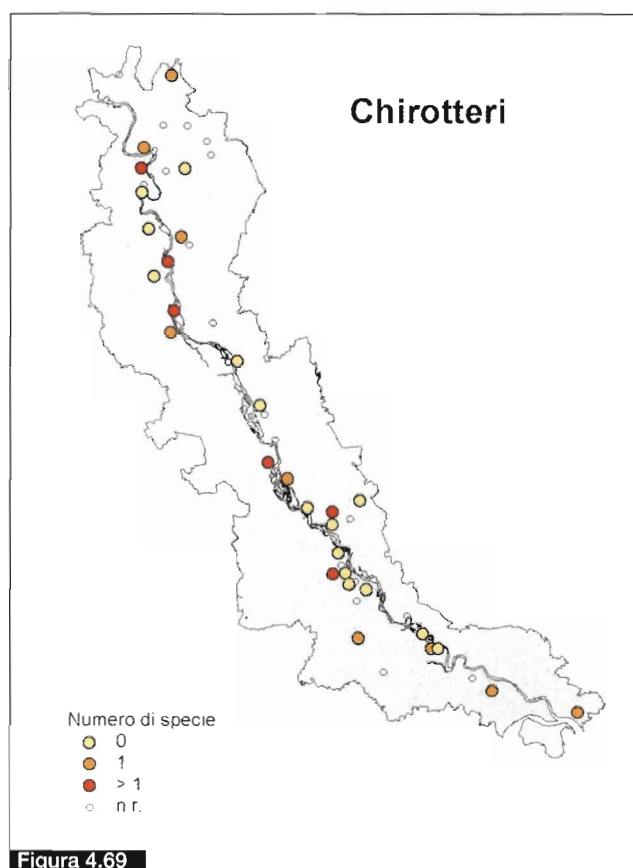 Chirotteri
Numero di specie
0
1
> 1
n r.
Figura 4.69